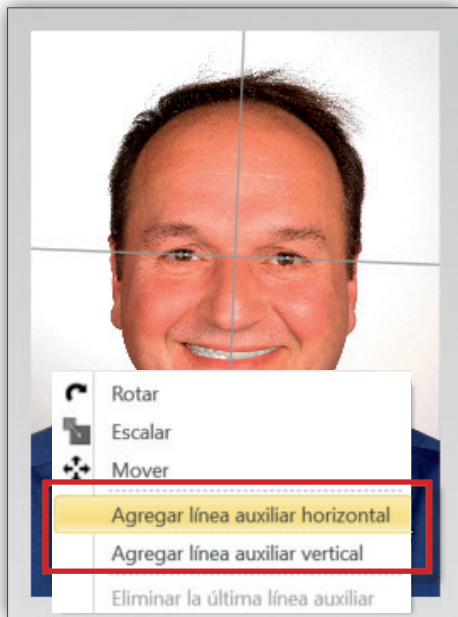 Rotar
Escalar
Mover
Agregar línea auxiliar horizontal
Agregar línea auxiliar vertical
Eliminar la última línea auxiliar